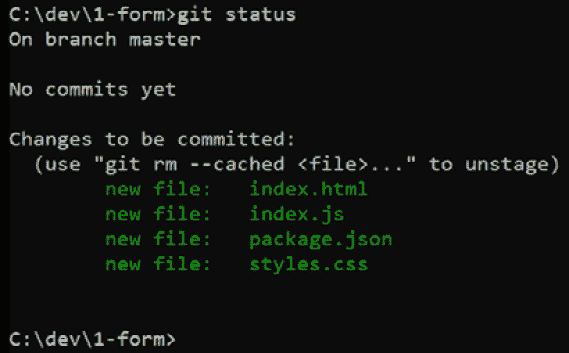 C:\dev\1-form>git status
On branch master
No commits yet
Changes to be committed:
(use "git rm --cached <file>..." to unstage)
new file: index.html
new file: index.js
new file: package.json
new file: styles.css
C:\dev\1-form>